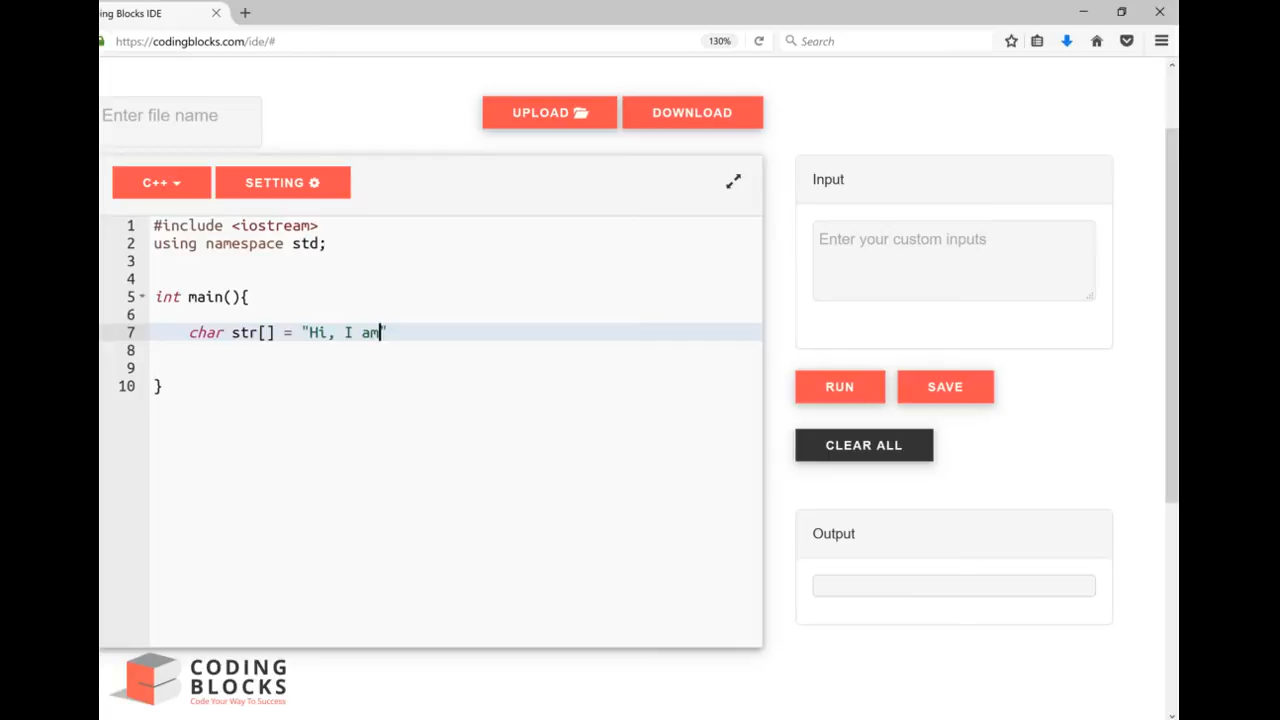 ing Blocks IDE
https://codingblocks.com/ide/#
130%
Search
Enter file name
UPLOAD
DOWNLOAD
C++
SETTING
1 #include <iostream>
2 using namespace std;
3
4
5 int main(){
6
7 char str[] = "Hi, I am"
8
9
10 }
Input
Enter your custom inputs
RUN
SAVE
CLEAR ALL
Output
CODING
BLOCKS
Code Your Way To Success